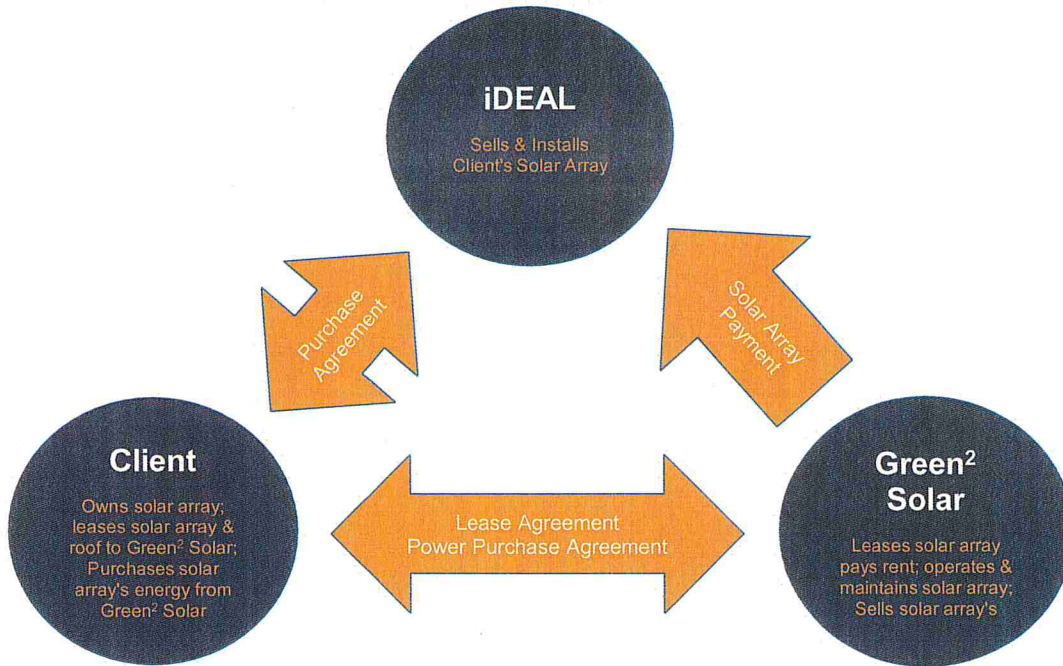 iDEAL
Sells & Installs
Client's Solar Array
Purchase
Agreement
Solar Array
Payment
Client
Owns solar array;
leases solar array &
roof to Green² Solar;
Purchases solar
array's energy from
Green² Solar
Lease Agreement
Power Purchase Agreement
Green²
Solar
Leases solar array
pays rent; operates &
maintains solar array;
Sells solar array's